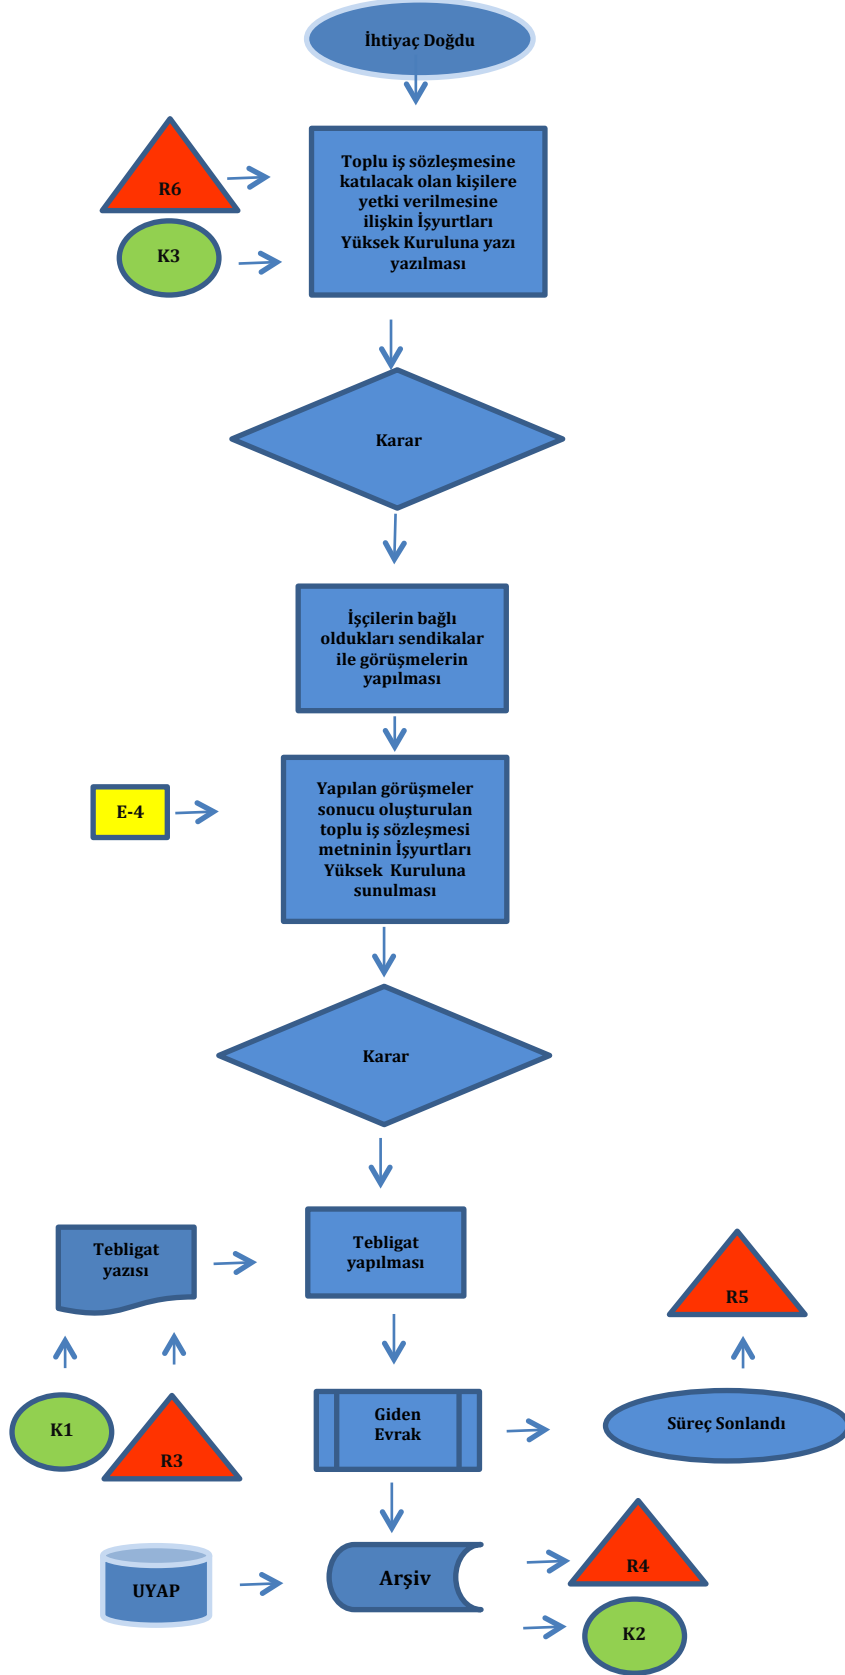 İhtiyaç Doğdu
Toplu iş sözleşmesine
katılacak olan kişilere
yetki verilmesine
ilişkin İşyurtları
Yüksek Kuruluna yazı
yazılması
R6
K3
Karar
İşçilerin bağlı
oldukları sendikalar
ile görüşmelerin
yapılması
E-4
Yapılan görüşmeler
sonucu oluşturulan
toplu iş sözleşmesi
metninin İşyurtları
Yüksek Kuruluna
sunulması
Karar
Tebligat
yazısı
Tebligat
yapılması
R5
K1
R3
Giden
Evrak
Süreç Sonlandı
UYAP
Arşiv
R4
K2